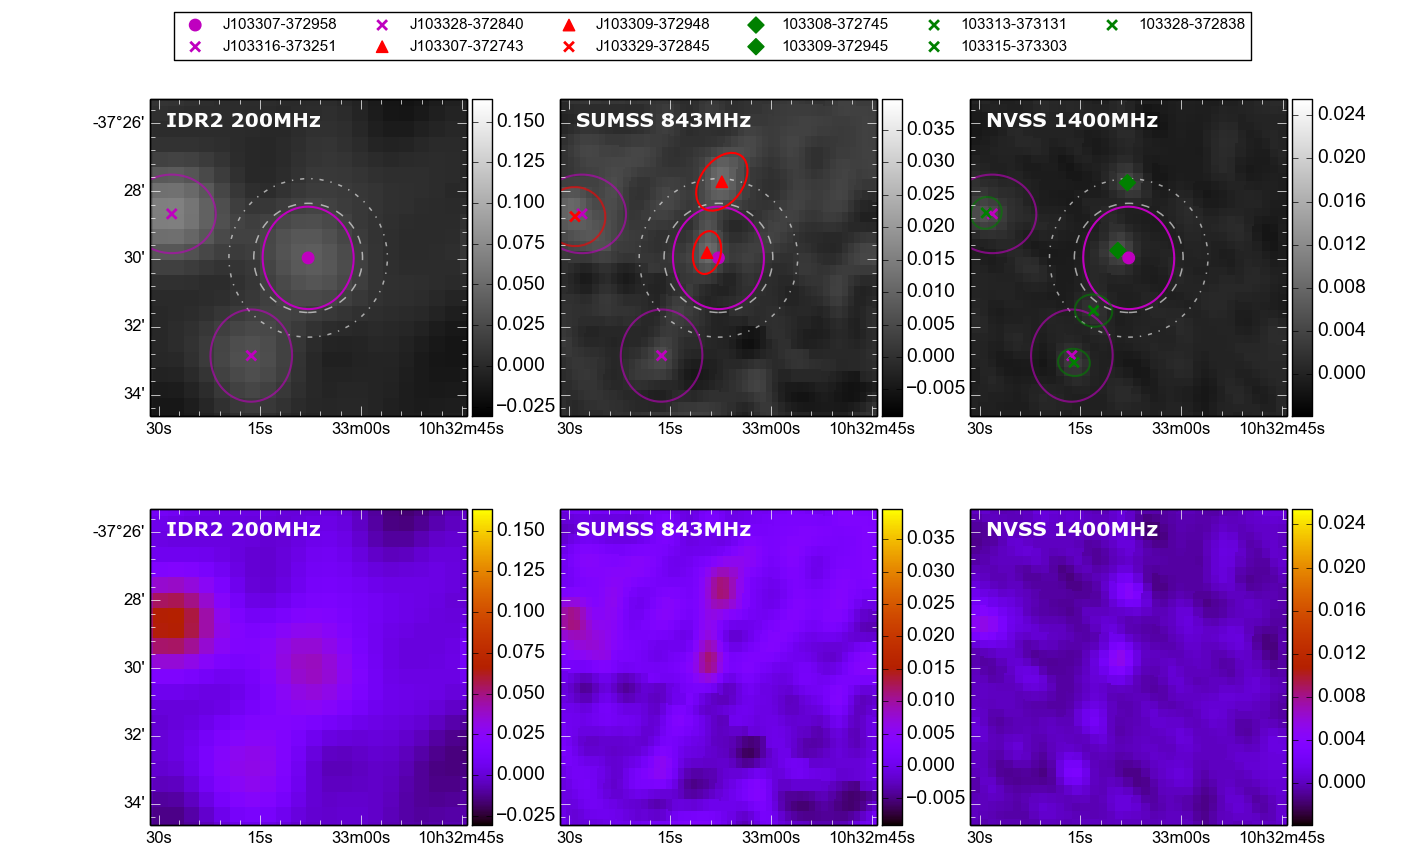 J103307-372958 J103328-372840 J103309-372948 103308-372745 103313-373131 103328-372838
J103316-373251 J103307-372743 J103329-372845 103309-372945 103315-373303
IDR2 200MHz SUMSS 843MHz NVSS 1400MHz
-37°26' 0.150 0.035 0.024
28' 0.125 0.030 0.020
30' 0.100 0.025 0.016
32' 0.075 0.020 0.012
34' 0.050 0.015 0.008
0.025 0.010 0.004
0.000 0.005 0.000
−0.025 0.000
−0.005
30s 15s 33m00s 10h32m45s 30s 15s 33m00s 10h32m45s 30s 15s 33m00s 10h32m45s
IDR2 200MHz SUMSS 843MHz NVSS 1400MHz
-37°26' 0.150 0.035 0.024
28' 0.125 0.030 0.020
30' 0.100 0.025 0.016
32' 0.075 0.020 0.012
34' 0.050 0.015 0.008
0.025 0.010 0.004
0.000 0.005 0.000
−0.025 0.000
−0.005
30s 15s 33m00s 10h32m45s 30s 15s 33m00s 10h32m45s 30s 15s 33m00s 10h32m45s